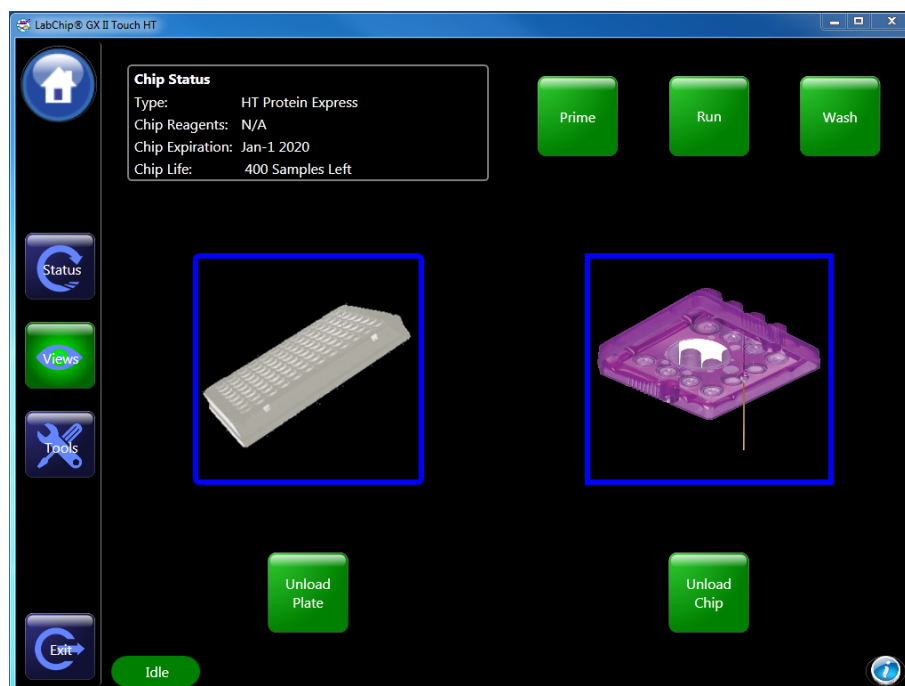 LabChip® GX II Touch HT
Chip Status
Type: HT Protein Express
Chip Reagents: N/A
Chip Expiration: Jan-1 2020
Chip Life: 400 Samples Left
Prime
Run
Wash
Status
Views
Tools
Unload
Plate
Unload
Chip
Exit
Idle